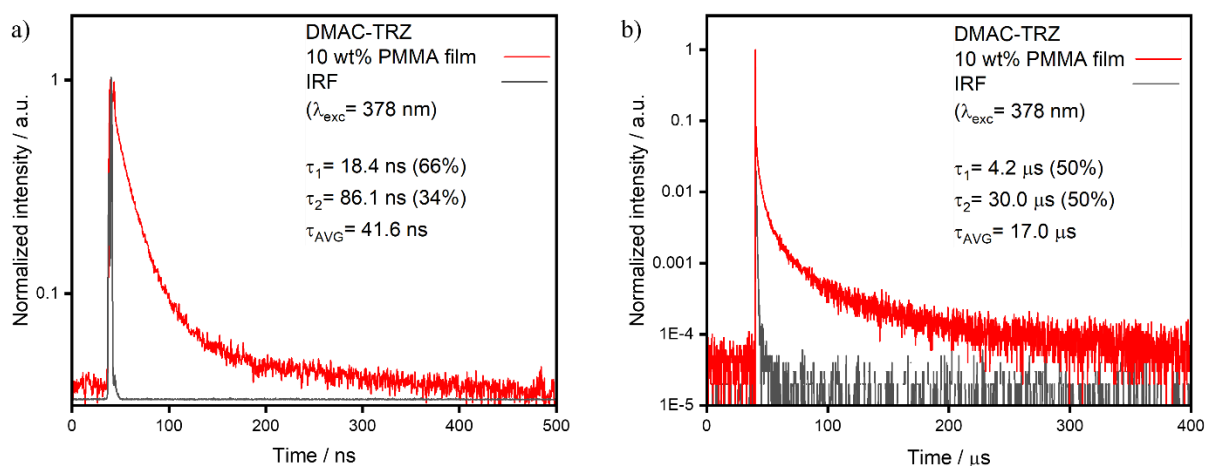 a)
DMAC-TRZ
10 wt% PMMA film
IRF
(λexc= 378 nm)
τ1= 18.4 ns (66%)
τ2= 86.1 ns (34%)
τAVG= 41.6 ns
Normalized intensity / a.u.
1
0.1
0
100
200
300
400
500
Time / ns
b)
DMAC-TRZ
10 wt% PMMA film
IRF
(λexc= 378 nm)
τ1= 4.2 μs (50%)
τ2= 30.0 μs (50%)
τAVG= 17.0 μs
Normalized intensity / a.u.
1
0.1
0.01
0.001
1E-4
1E-5
0
100
200
300
400
Time / μs